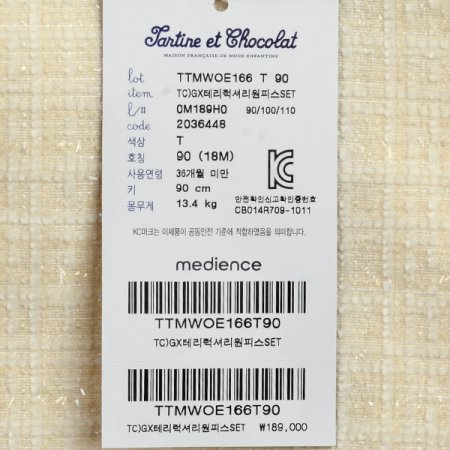 Tartine et Chocolat
MAISON FRANÇAISE DE MODE ENFANTINE
lot TTMWOE166 T 90
item TC)GX테리럭셔리원피스SET
l/# 0M189H0 90/100/110
code 2036448
색상 T
호칭 90 (18M)
사용연령 36개월 미만
키 90 cm
몸무게 13.4 kg
안전확인신고확인증번호
CB014R709-1011
KC마크는 이제품이 공통안전 기준에 적합하였음을 의미합니다.
medience
TTMWOE166T90
TC)GX테리럭셔리원피스SET
TTMWOE166T90
TC)GX테리럭셔리원피스SET ₩189,000